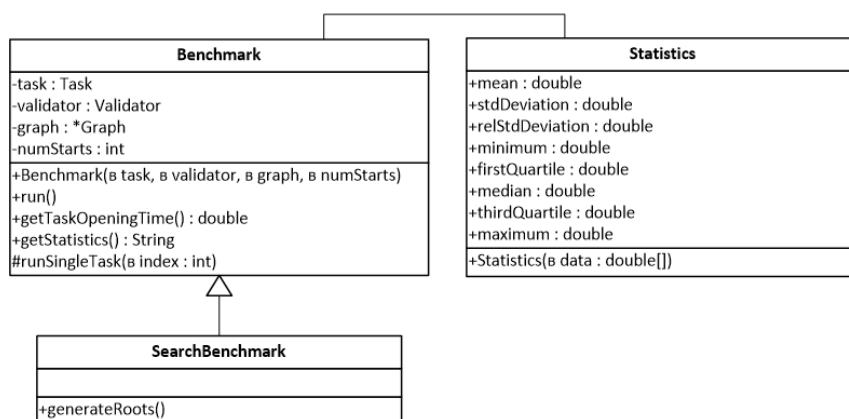 Benchmark
-task : Task
-validator : Validator
-graph : *Graph
-numStarts : int
+Benchmark(в task, в validator, в graph, в numStarts)
+run()
+getTaskOpeningTime() : double
+getStatistics() : String
#runSingleTask(в index : int)
Statistics
+mean : double
+stdDeviation : double
+relStdDeviation : double
+minimum : double
+firstQuartile : double
+median : double
+thirdQuartile : double
+maximum : double
+Statistics(в data : double[])
SearchBenchmark
+generateRoots()